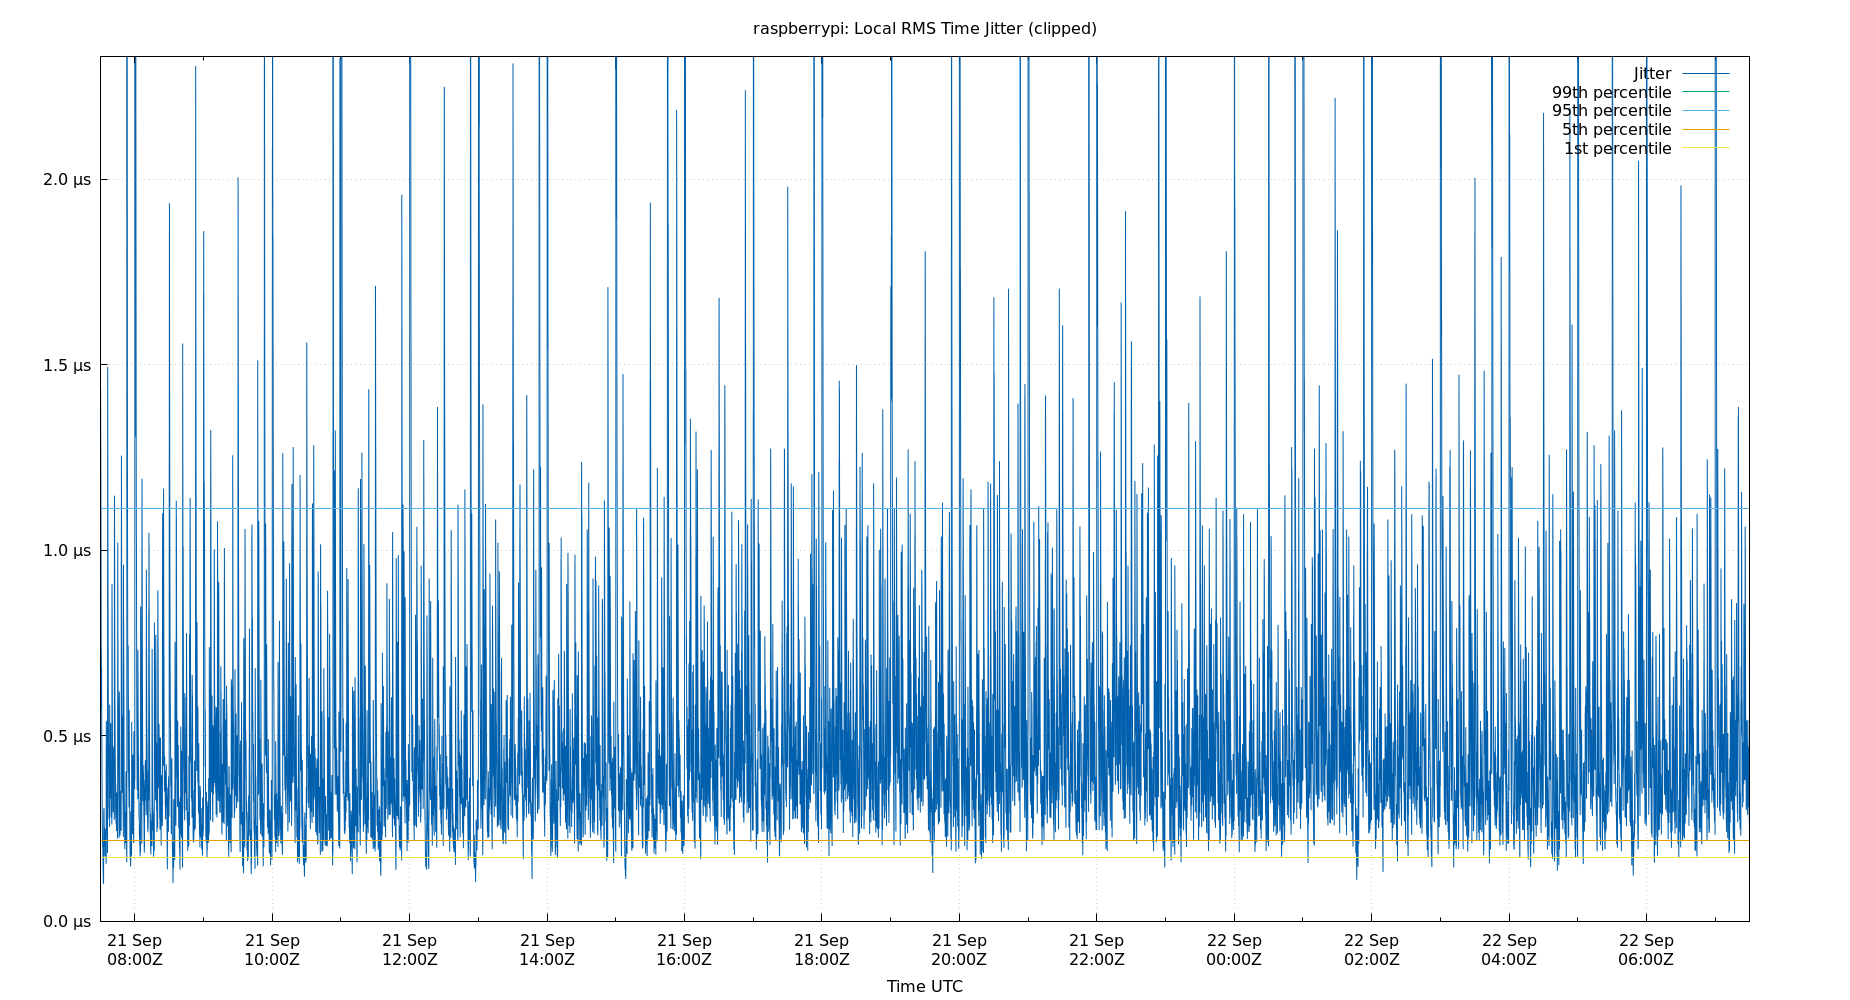 raspberrypi: Local RMS Time Jitter (clipped)
Jitter
99th percentile
95th percentile
5th percentile
1st percentile
2.0 µs
1.5 µs
1.0 µs
0.5 µs
0.0 µs
21 Sep 21 Sep 21 Sep 21 Sep 21 Sep 21 Sep 21 Sep 21 Sep 22 Sep 22 Sep 22 Sep 22 Sep
08:00Z 10:00Z 12:00Z 14:00Z 16:00Z 18:00Z 20:00Z 22:00Z 00:00Z 02:00Z 04:00Z 06:00Z
Time UTC